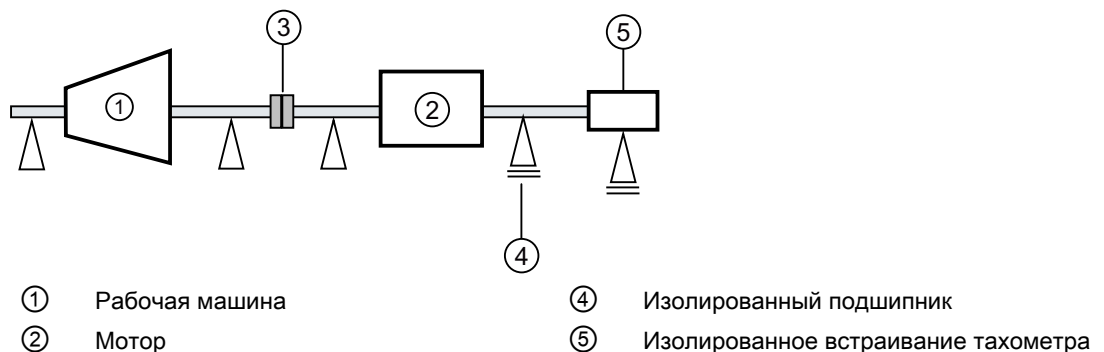 ③
⑤
①
②
④
① Рабочая машина
④ Изолированный подшипник
② Мотор
⑤ Изолированное встраивание тахометра